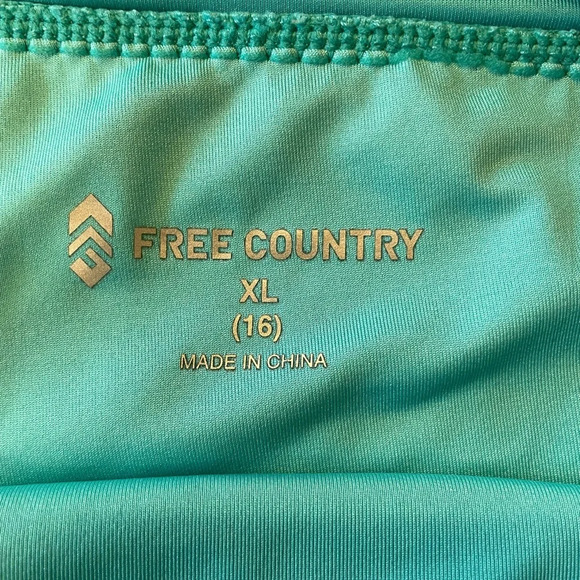 FREE COUNTRY
XL
(16)
MADE IN CHINA